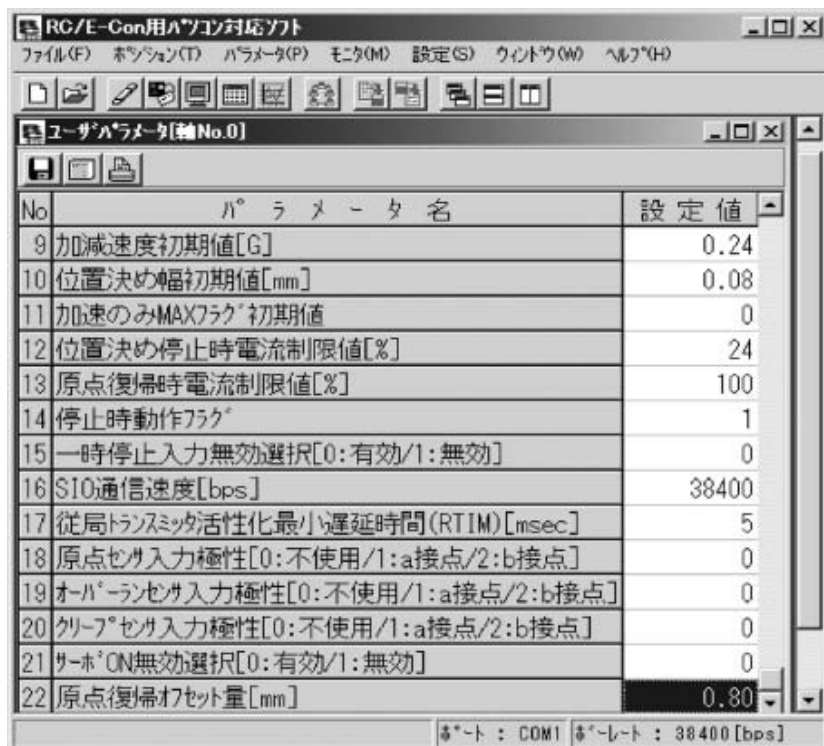 RC/E-Con用ﾊﾟｿｺﾝ対応ｿﾌﾄ
ﾌｧｲﾙ(F) ﾎﾟｼﾞｼｮﾝ(T) ﾊﾟﾗﾒｰﾀ(P) ﾓﾆﾀ(M) 設定(S) ｳｨﾝﾄﾞｳ(W) ﾍﾙﾌﾟ(H)
ﾕｰｻﾞﾊﾟﾗﾒｰﾀ[軸No.0]
No パラメータ名 設定値
9 加減速度初期値[G] 0.24
10 位置決め幅初期値[mm] 0.08
11 加速のみMAXﾌﾗｸﾞ初期値 0
12 位置決め停止時電流制限値[%] 24
13 原点復帰時電流制限値[%] 100
14 停止時動作ﾌﾗｸﾞ 1
15 一時停止入力無効選択[0:有効/1:無効] 0
16 SIO通信速度[bps] 38400
17 従局ﾄﾗﾝｽﾐｯﾀ活性化最小遅延時間(RTIM)[msec] 5
18 原点ｾﾝｻ入力極性[0:不使用/1:a接点/2:b接点] 0
19 ｵｰﾊﾞｰﾗﾝｾﾝｻ入力極性[0:不使用/1:a接点/2:b接点] 0
20 ｸﾘｰﾌﾟｾﾝｻ入力極性[0:不使用/1:a接点/2:b接点] 0
21 ｻｰﾎﾞON無効選択[0:有効/1:無効] 0
22 原点復帰ｵﾌｾｯﾄ量[mm] 0.80
ﾎﾟｰﾄ : COM1 ﾎﾞｰﾚｰﾄ : 38400[bps]